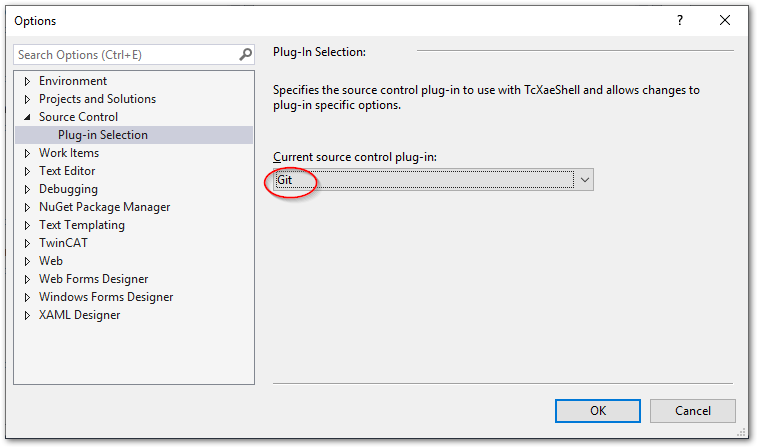 Options
?
Search Options (Ctrl+E)
Environment
Projects and Solutions
Source Control
Plug-in Selection
Work Items
Text Editor
Debugging
NuGet Package Manager
Text Templating
TwinCAT
Web
Web Forms Designer
Windows Forms Designer
XAML Designer
Plug-In Selection:
Specifies the source control plug-in to use with TcXaeShell and allows changes to
plug-in specific options.
Current source control plug-in:
Git
OK
Cancel